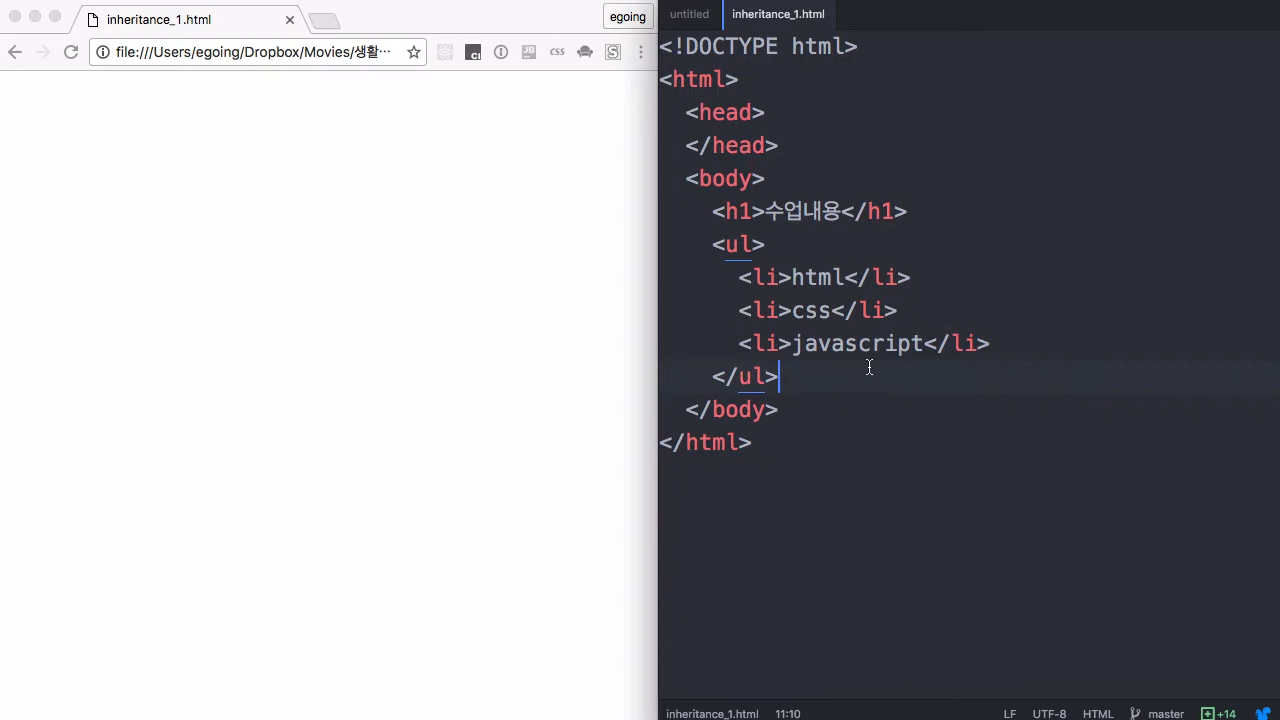 inheritance_1.html
egoing
file:///Users/egoing/Dropbox/Movies/생활…
css
untitled
inheritance_1.html
<!DOCTYPE html>
<html>
<head>
</head>
<body>
<h1>수업내용</h1>
<ul>
<li>html</li>
<li>css</li>
<li>javascript</li>
</ul>
</body>
</html>
inheritance_1.html 11:10
LF UTF-8 HTML master +14